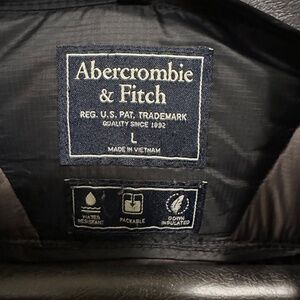 Abercrombie
& Fitch
REG. U.S. PAT. TRADEMARK
QUALITY SINCE 1892
L
MADE IN VIETNAM
WATER PACKABLE DOWN
RESISTANT INSULATED